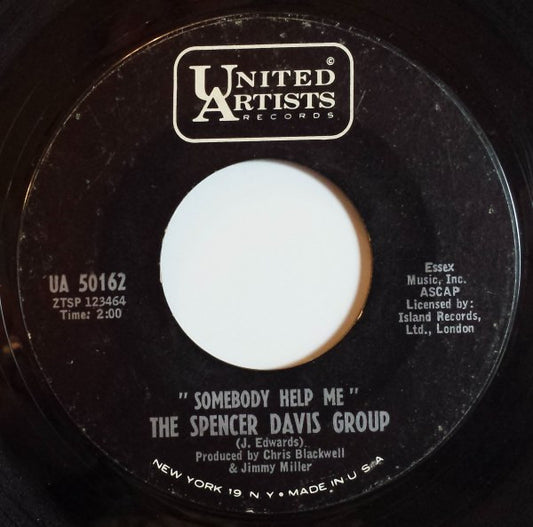 ©
UNITED
ARTISTS
RECORDS
UA 50162
ZTSP 123464
Time: 2:00
Essex
Music, Inc.
ASCAP
Licensed by:
Island Records,
Ltd., London
"SOMEBODY HELP ME"
THE SPENCER DAVIS GROUP
(J. Edwards)
Produced by Chris Blackwell
& Jimmy Miller
NEW YORK 19 N Y • MADE IN U S A